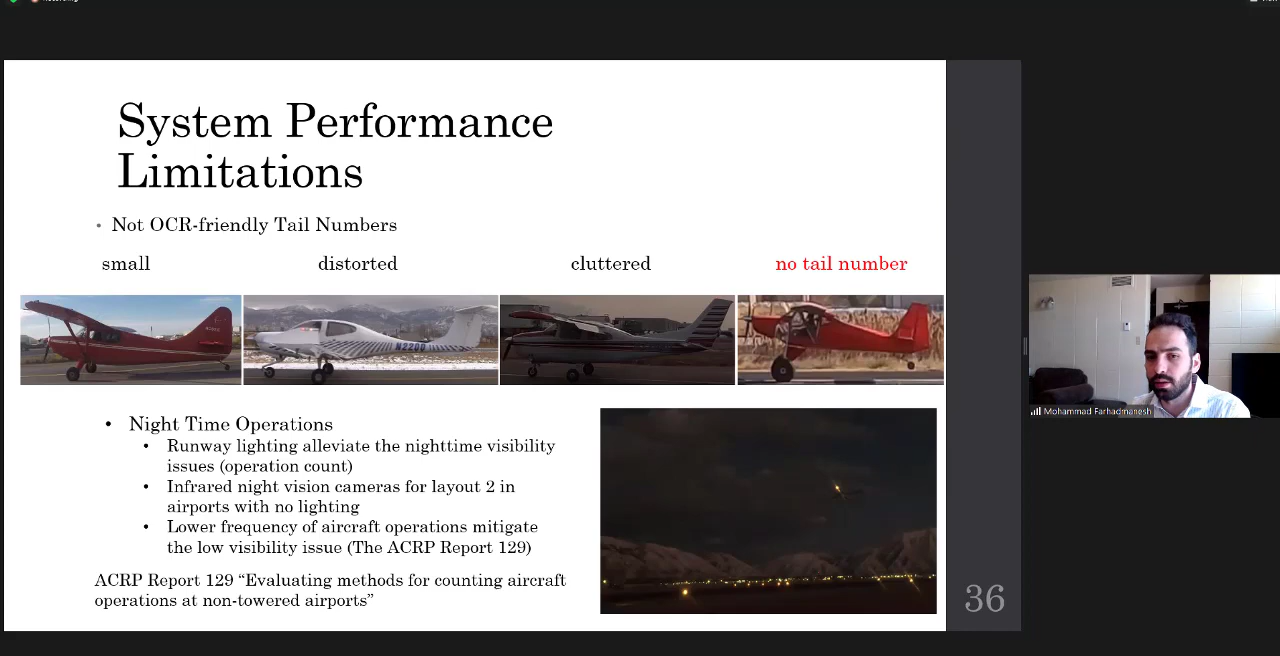 System Performance
Limitations
• Not OCR-friendly Tail Numbers
small distorted cluttered no tail number
N2200
• Night Time Operations
• Runway lighting alleviate the nighttime visibility
issues (operation count)
• Infrared night vision cameras for layout 2 in
airports with no lighting
• Lower frequency of aircraft operations mitigate
the low visibility issue (The ACRP Report 129)
ACRP Report 129 “Evaluating methods for counting aircraft
operations at non-towered airports”
36
Mohammad Farhadmanesh